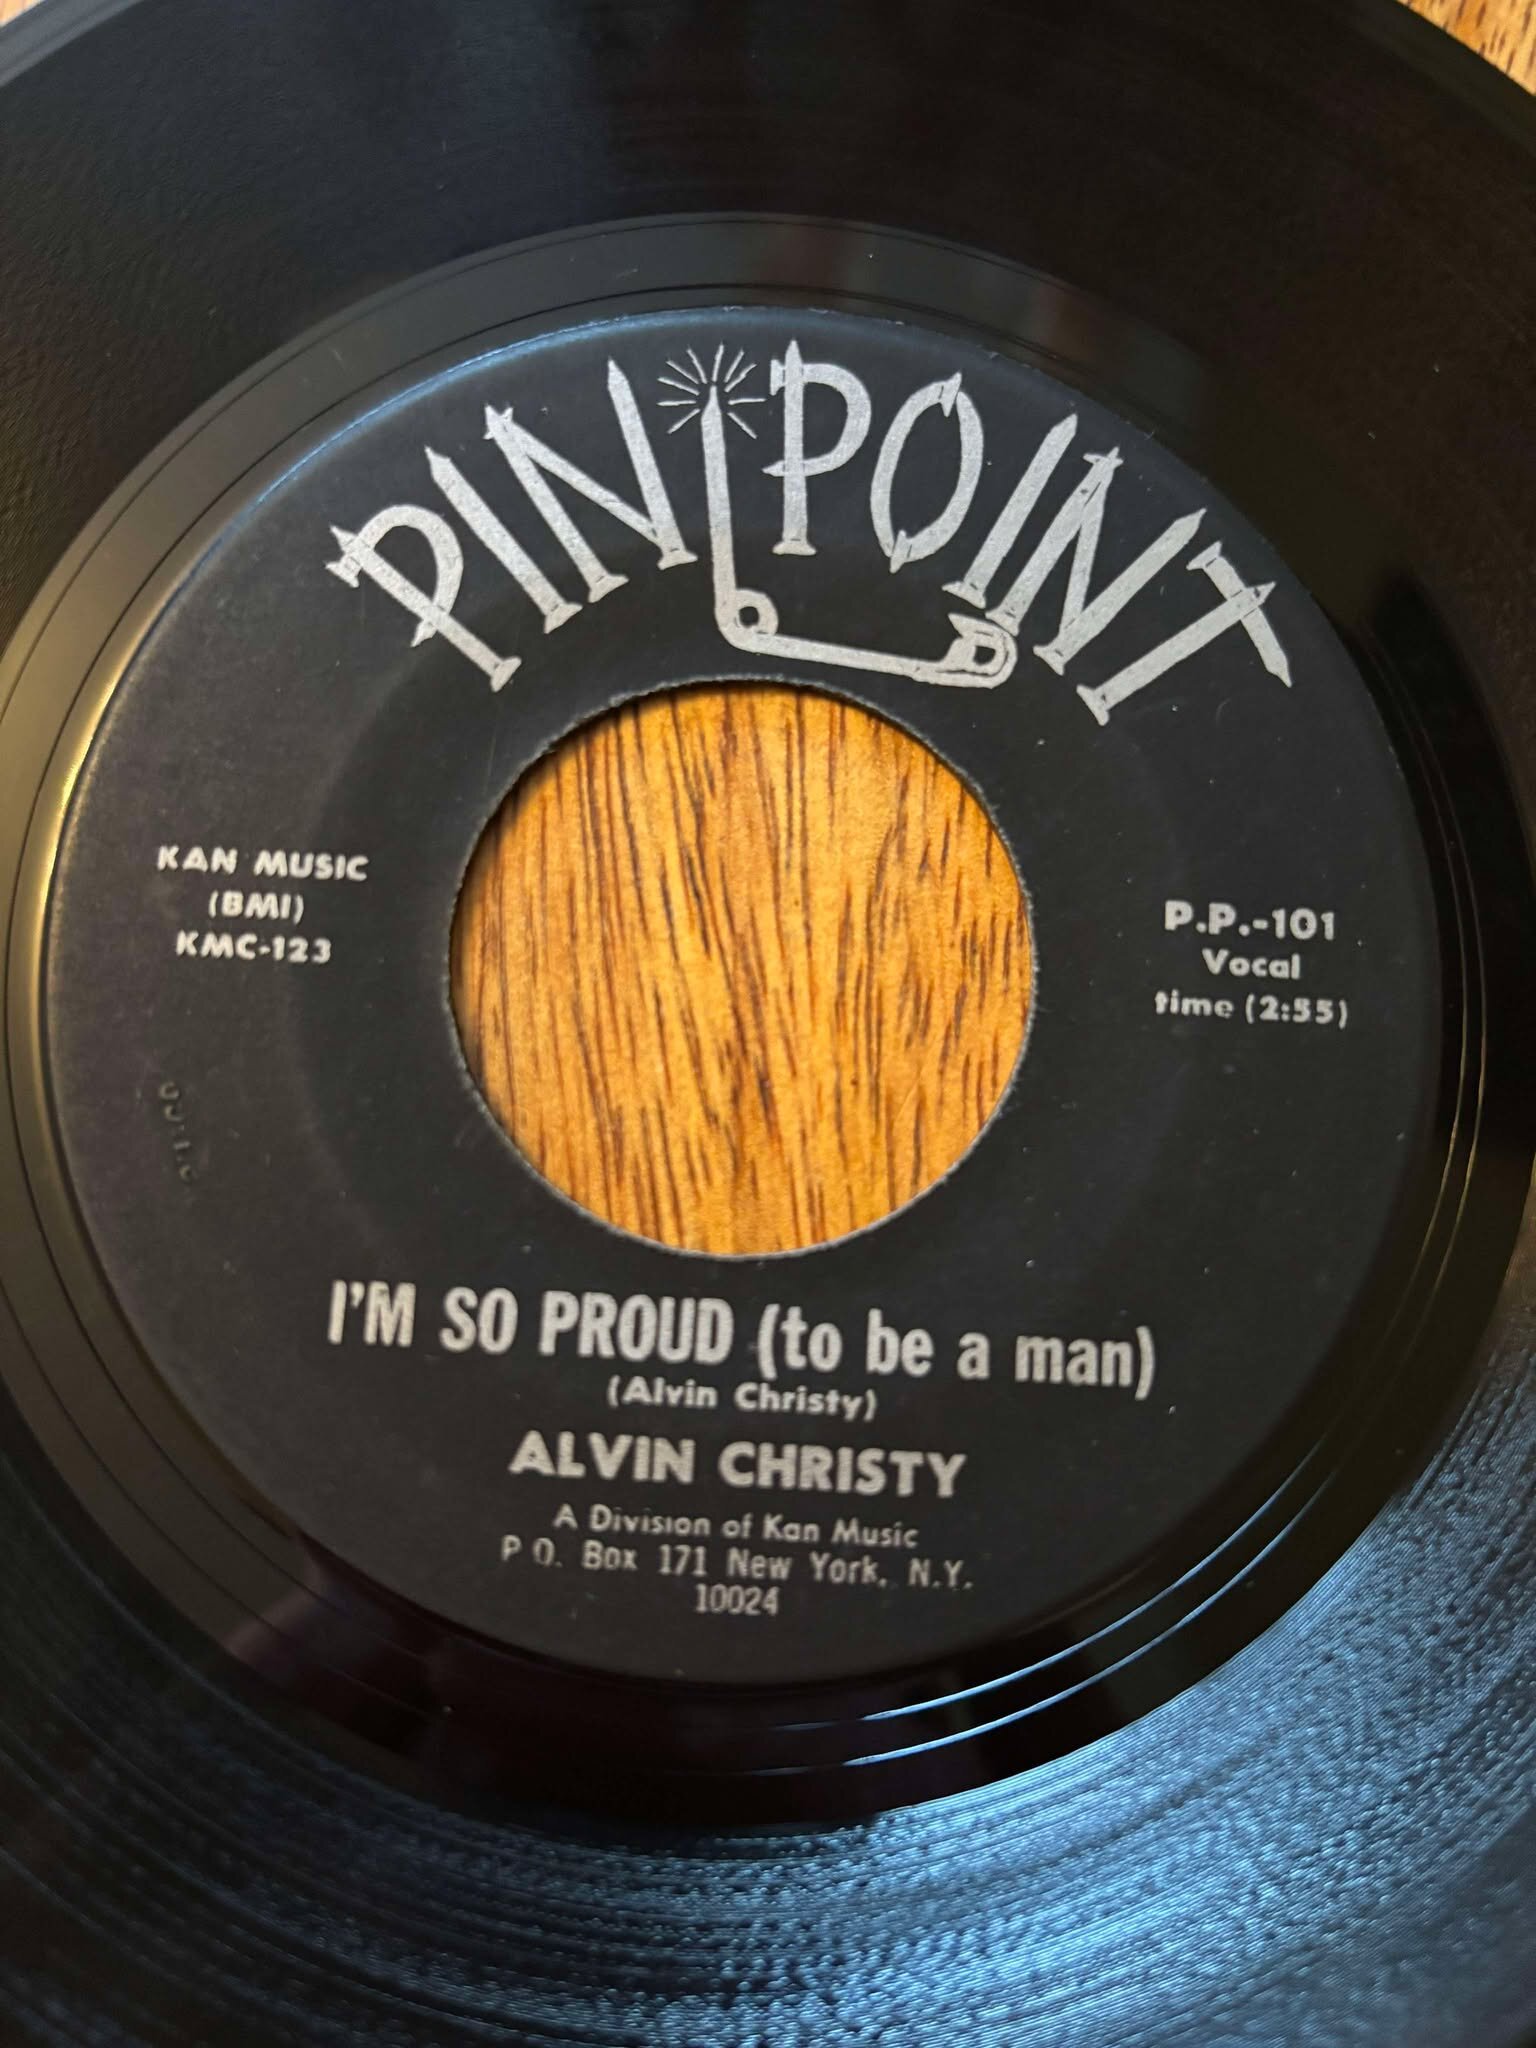 PIN POINT
KAN MUSIC
(BMI)
KMC-123
P.P.-101
Vocal
time (2:55)
I'M SO PROUD (to be a man)
(Alvin Christy)
ALVIN CHRISTY
A Division of Kan Music
P O. Box 171 New York, N.Y.
10024